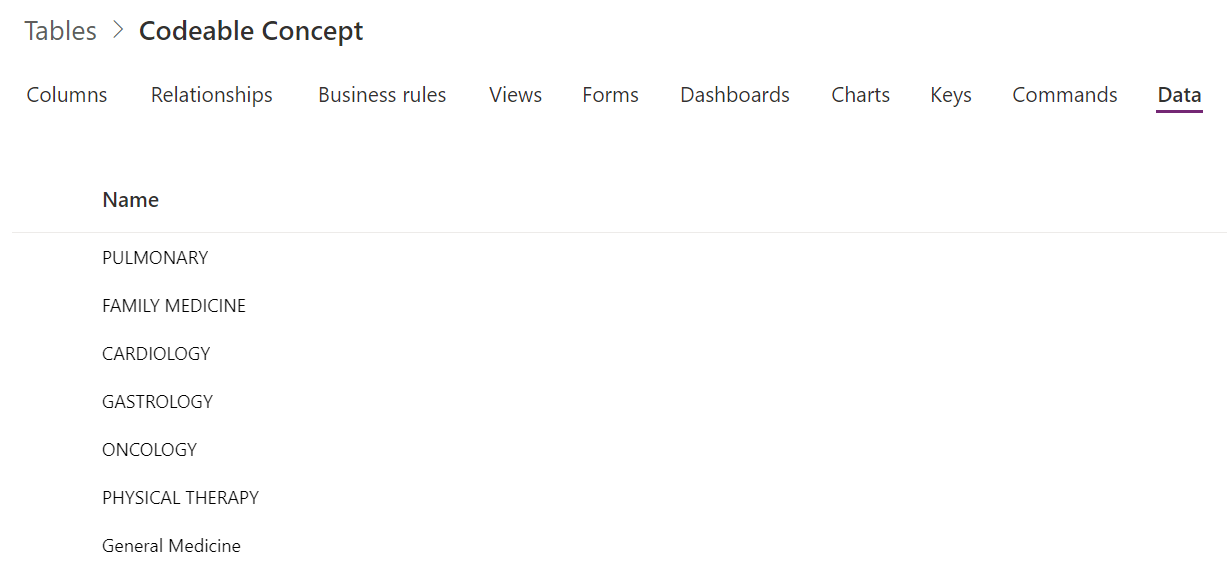 Tables > Codeable Concept
Columns Relationships Business rules Views Forms Dashboards Charts Keys Commands Data
Name
PULMONARY
FAMILY MEDICINE
CARDIOLOGY
GASTROLOGY
ONCOLOGY
PHYSICAL THERAPY
General Medicine